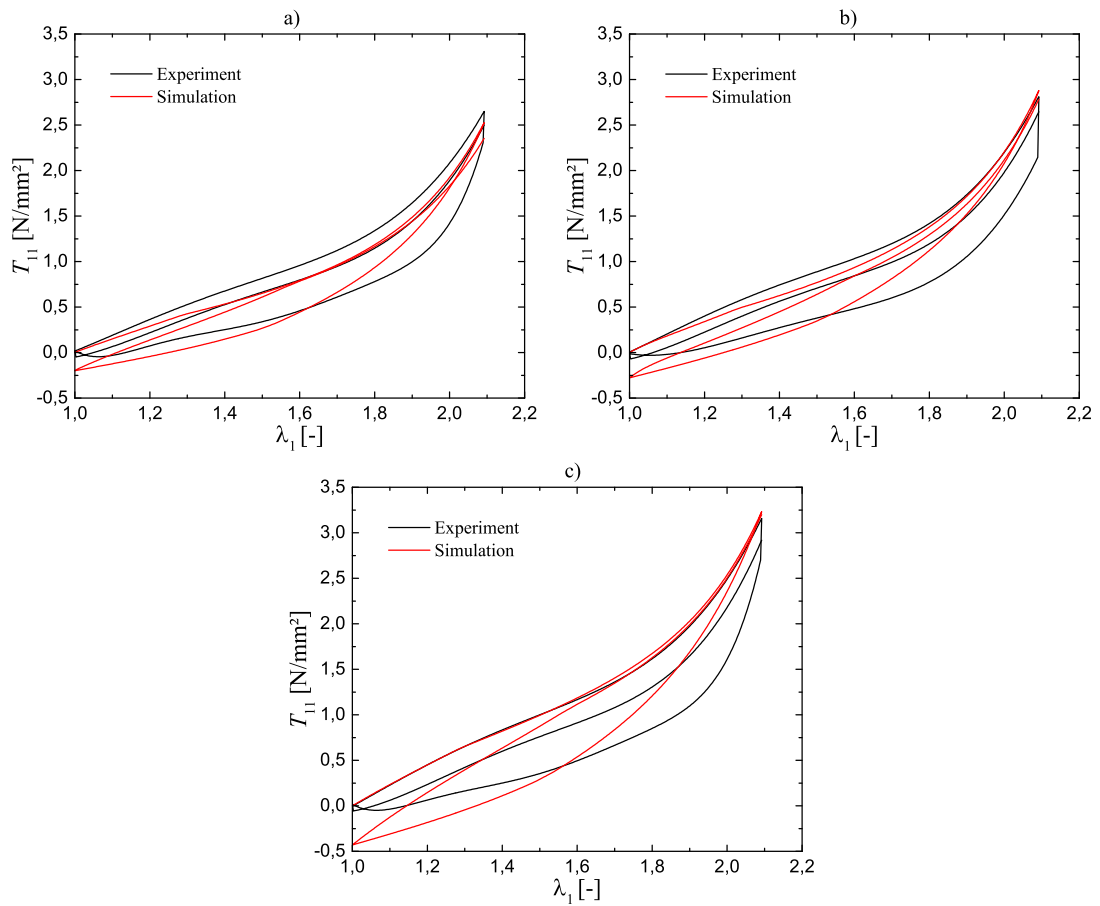 a)
3,5
3,0
2,5
2,0
1,5
1,0
0,5
0,0
-0,5
T11 [N/mm²]
Experiment
Simulation
1,0 1,2 1,4 1,6 1,8 2,0 2,2
λ1 [-]
b)
3,5
3,0
2,5
2,0
1,5
1,0
0,5
0,0
-0,5
T11 [N/mm²]
Experiment
Simulation
1,0 1,2 1,4 1,6 1,8 2,0 2,2
λ1 [-]
c)
3,5
3,0
2,5
2,0
1,5
1,0
0,5
0,0
-0,5
T11 [N/mm²]
Experiment
Simulation
1,0 1,2 1,4 1,6 1,8 2,0 2,2
λ1 [-]